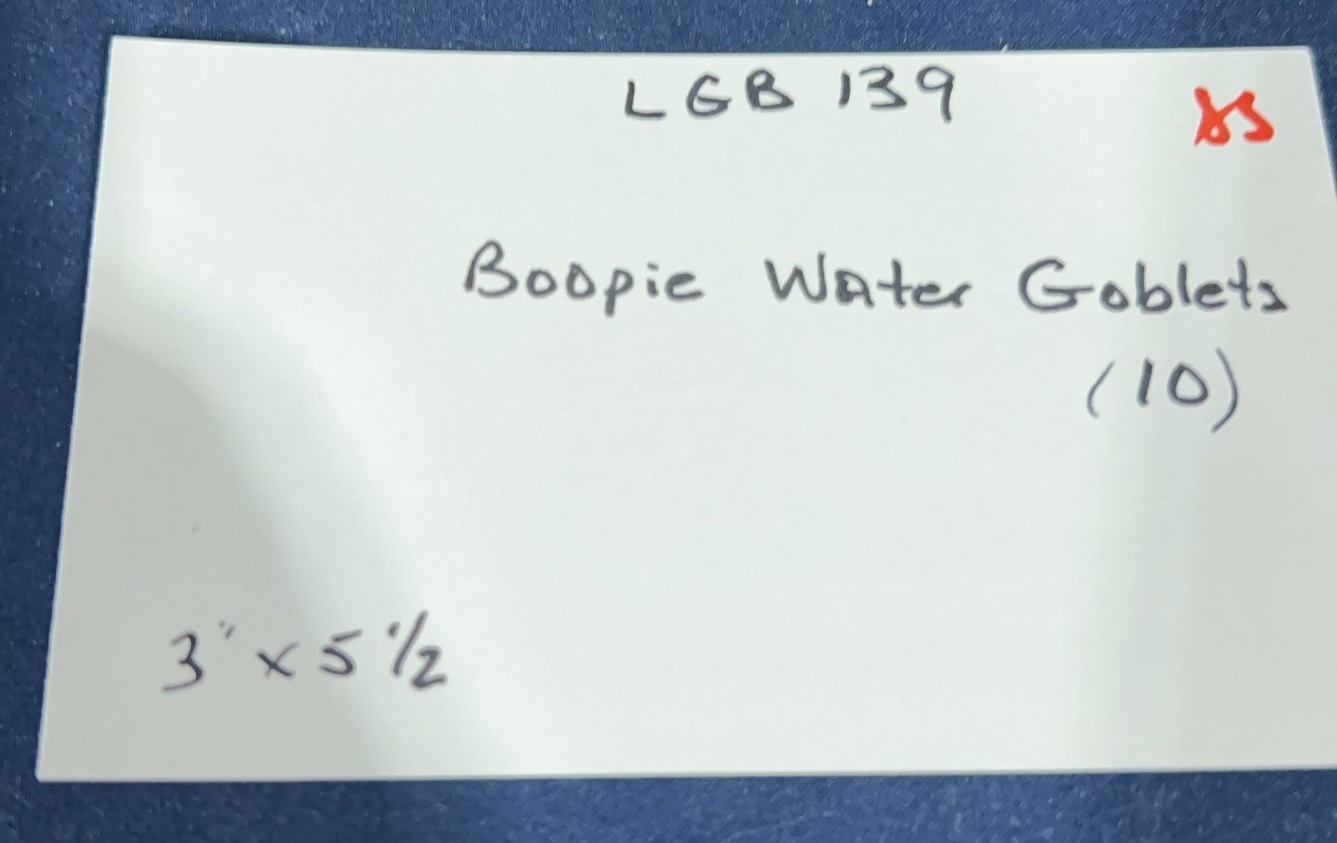 LGB 139
Boopie Water Goblets
(10)
3" x 5 1/2